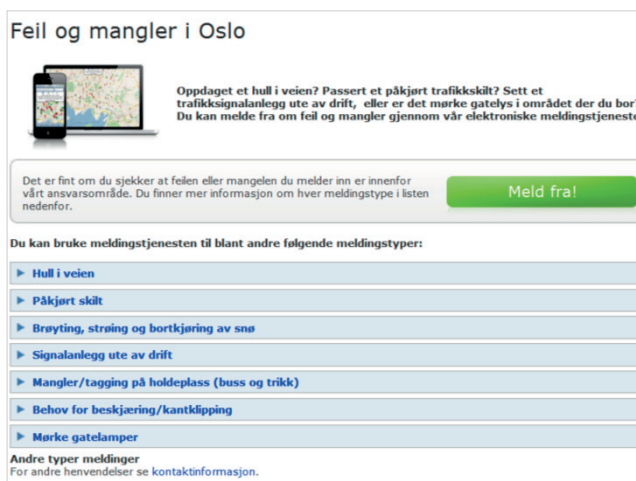 Feil og mangler i Oslo
Oppdaget et hull i veien? Passert et påkjørt trafikkskilt? Sett et
trafikksignalanlegg ute av drift, eller er det mørke gatelys i området der du bor?
Du kan melde fra om feil og mangler gjennom vår elektroniske
Det er fint om du sjekker at feilen eller mangelen du melder inn er innenfor
vårt ansvarsområde. Du finner mer informasjon om hver meldingstype i listen
nedenfor.
Meld fra!
Du kan bruke meldingstjenesten til blant andre følgende meldingstyper:
Hull i veien
Påkjørt skilt
Brøyting, strøing og bortkjøring av snø
Signalanlegg ute av drift
Mangler/tagging på holdeplass (buss og trikk)
Behov for beskjæring/kantklipping
Mørke gatelamper
Andre typer meldinger
For andre henvendelser se kontaktinformasjon.